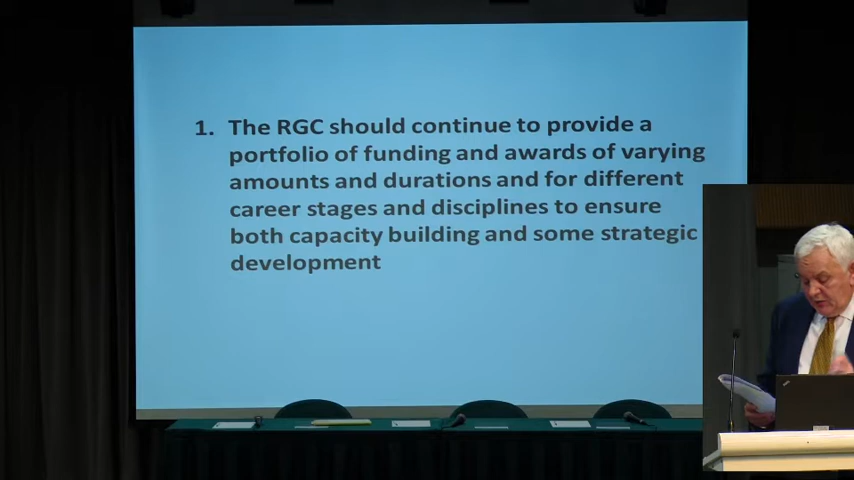 1. The RGC should continue to provide a
portfolio of funding and awards of varying
amounts and durations and for different
career stages and disciplines to ensure
both capacity building and some strategic
development